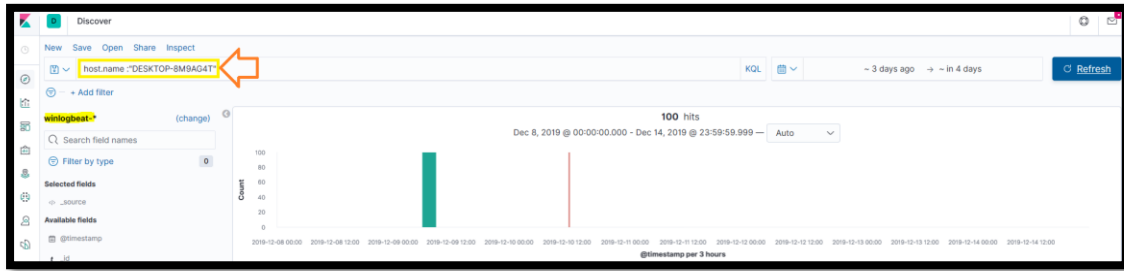 D Discover
New Save Open Share Inspect
host.name :"DESKTOP-8M9AG4T"
KQL
~ 3 days ago → ~ in 4 days
Refresh
+ Add filter
winlogbeat-*
(change)
100 hits
Dec 8, 2019 @ 00:00:00.000 - Dec 14, 2019 @ 23:59:59.999 —
Auto
Search field names
Filter by type 0
Selected fields
_source
Available fields
@timestamp
t _id
Count
100
80
60
40
20
0
2019-12-08 00:00 2019-12-08 12:00 2019-12-09 00:00 2019-12-09 12:00 2019-12-10 00:00 2019-12-10 12:00 2019-12-11 00:00 2019-12-11 12:00 2019-12-12 00:00 2019-12-12 12:00 2019-12-13 00:00 2019-12-13 12:00 2019-12-14 00:00 2019-12-14 12:00
@timestamp per 3 hours